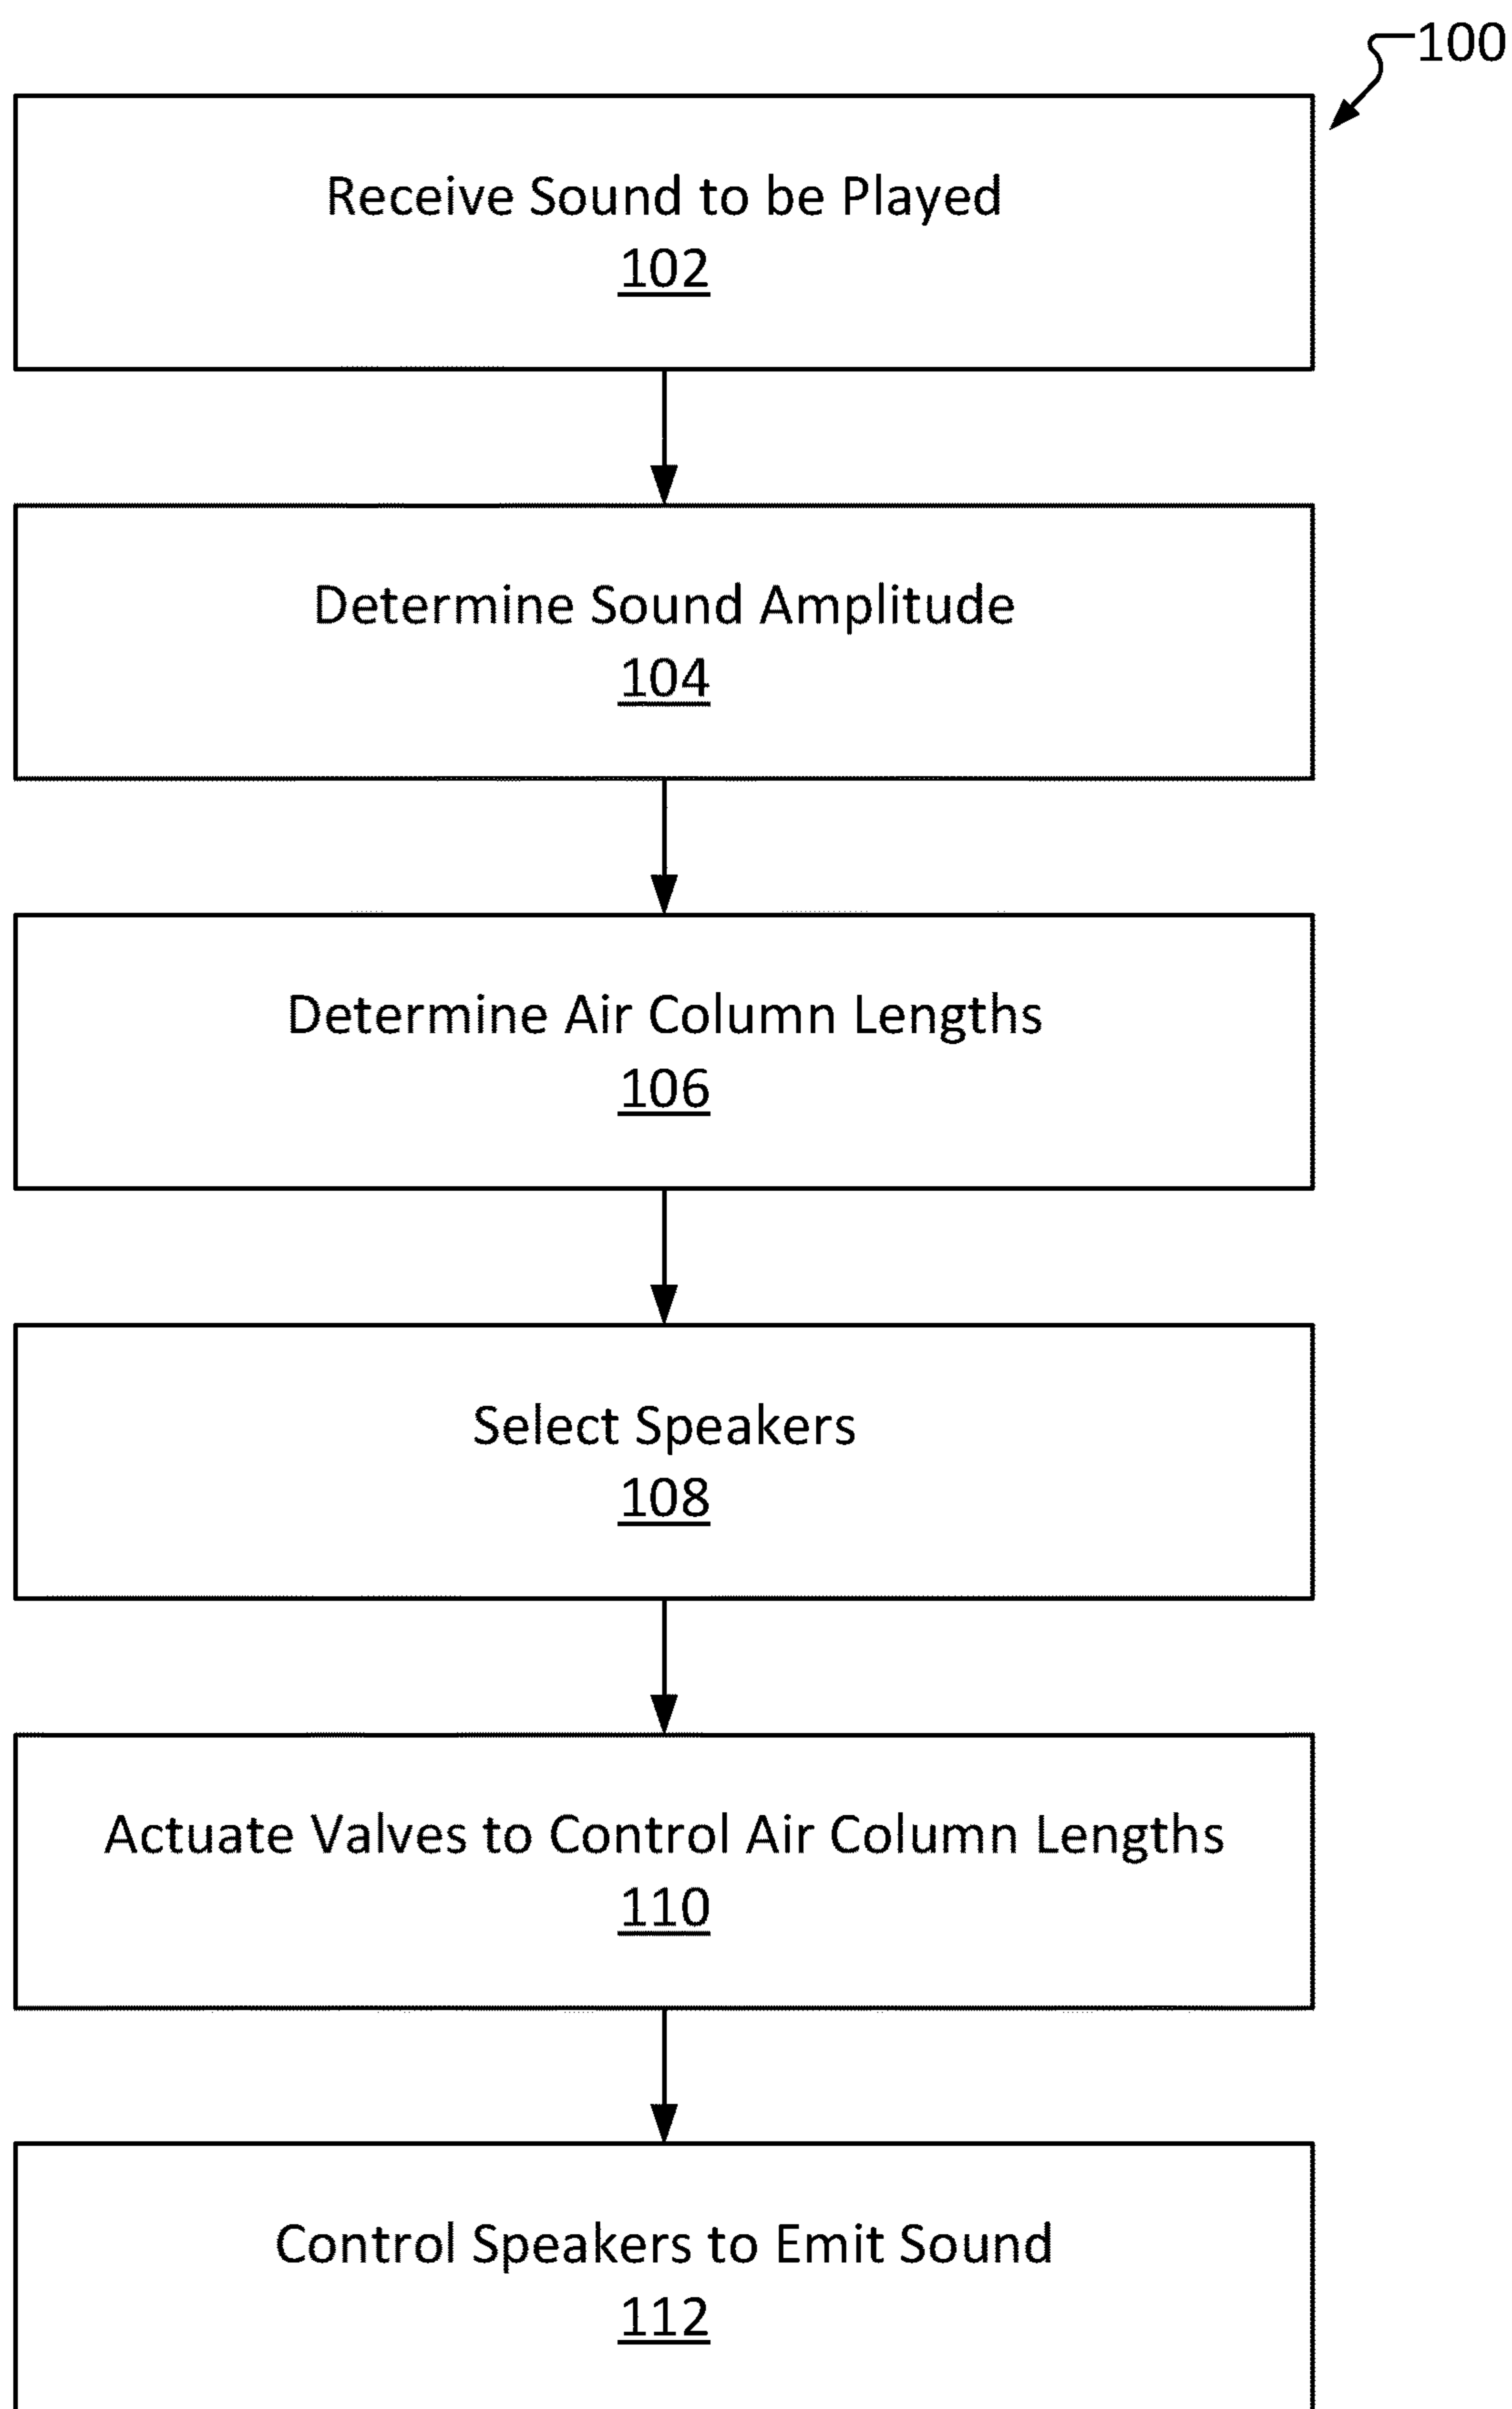 100
Receive Sound to be Played
102
Determine Sound Amplitude
104
Determine Air Column Lengths
106
Select Speakers
108
Actuate Valves to Control Air Column Lengths
110
Control Speakers to Emit Sound
112